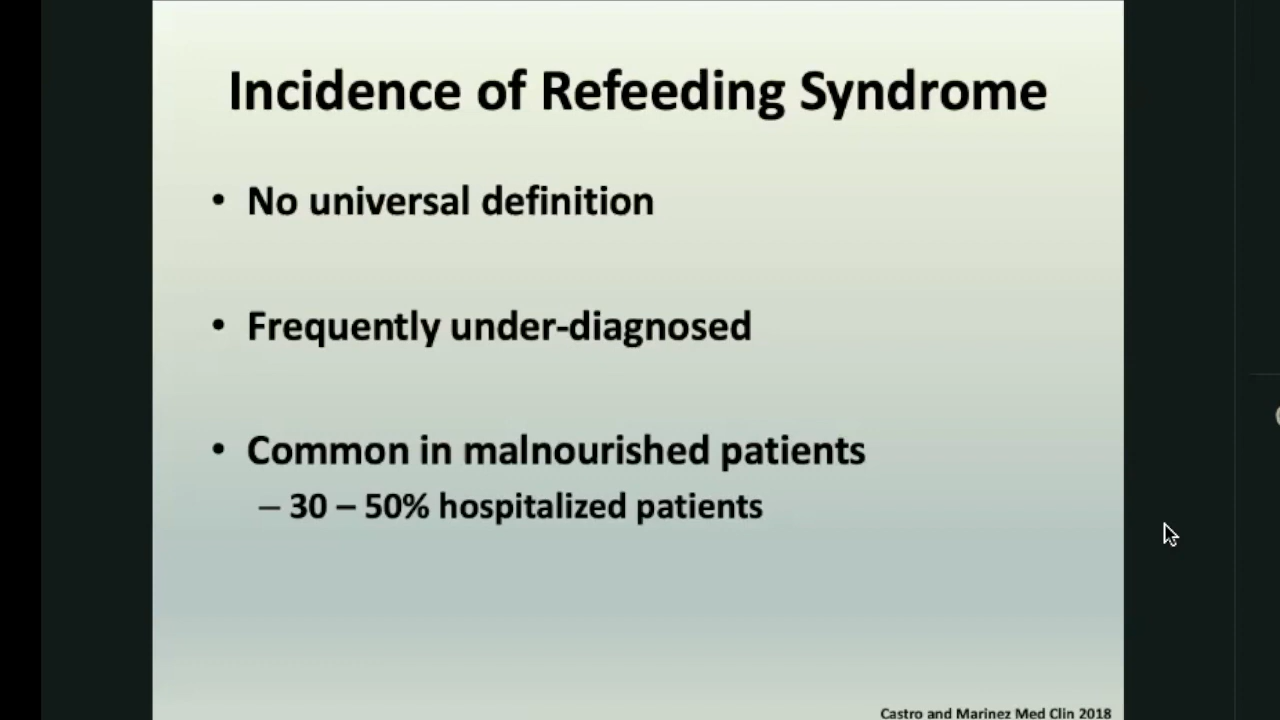 Incidence of Refeeding Syndrome
• No universal definition
• Frequently under-diagnosed
• Common in malnourished patients
– 30 – 50% hospitalized patients
Castro and Marinez Med Clin 2018